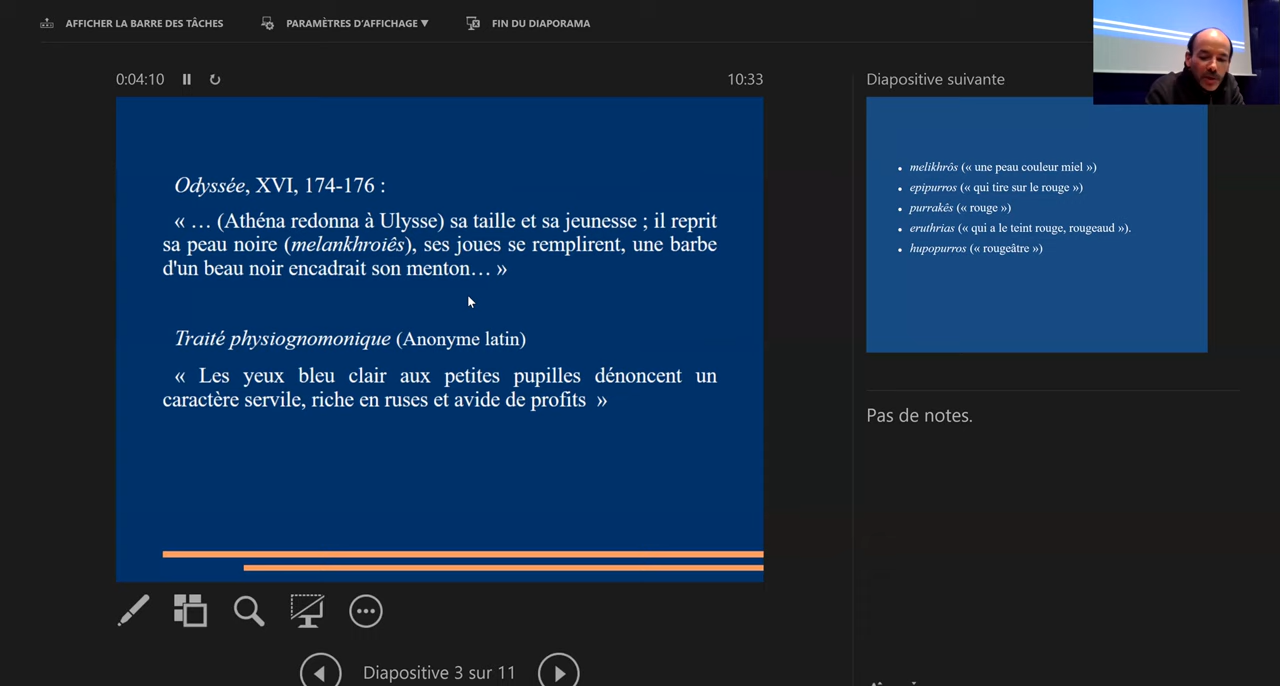 AFFICHER LA BARRE DES TÂCHES
PARAMÈTRES D'AFFICHAGE ▼
FIN DU DIAPORAMA
0:04:10
10:33
Odyssée, XVI, 174-176 :
« … (Athéna redonna à Ulysse) sa taille et sa jeunesse ; il reprit
sa peau noire (melankhroiês), ses joues se remplirent, une barbe
d'un beau noir encadrait son menton… »
Traité physiognomonique (Anonyme latin)
« Les yeux bleu clair aux petites pupilles dénoncent un
caractère servile, riche en ruses et avide de profits »
Diapositive 3 sur 11
Diapositive suivante
• melikhrôs (« une peau couleur miel »)
• epipurros (« qui tire sur le rouge »)
• purrakês (« rouge »)
• eruthrias (« qui a le teint rouge, rougeaud »).
• hupopurros (« rougeâtre »)
Pas de notes.